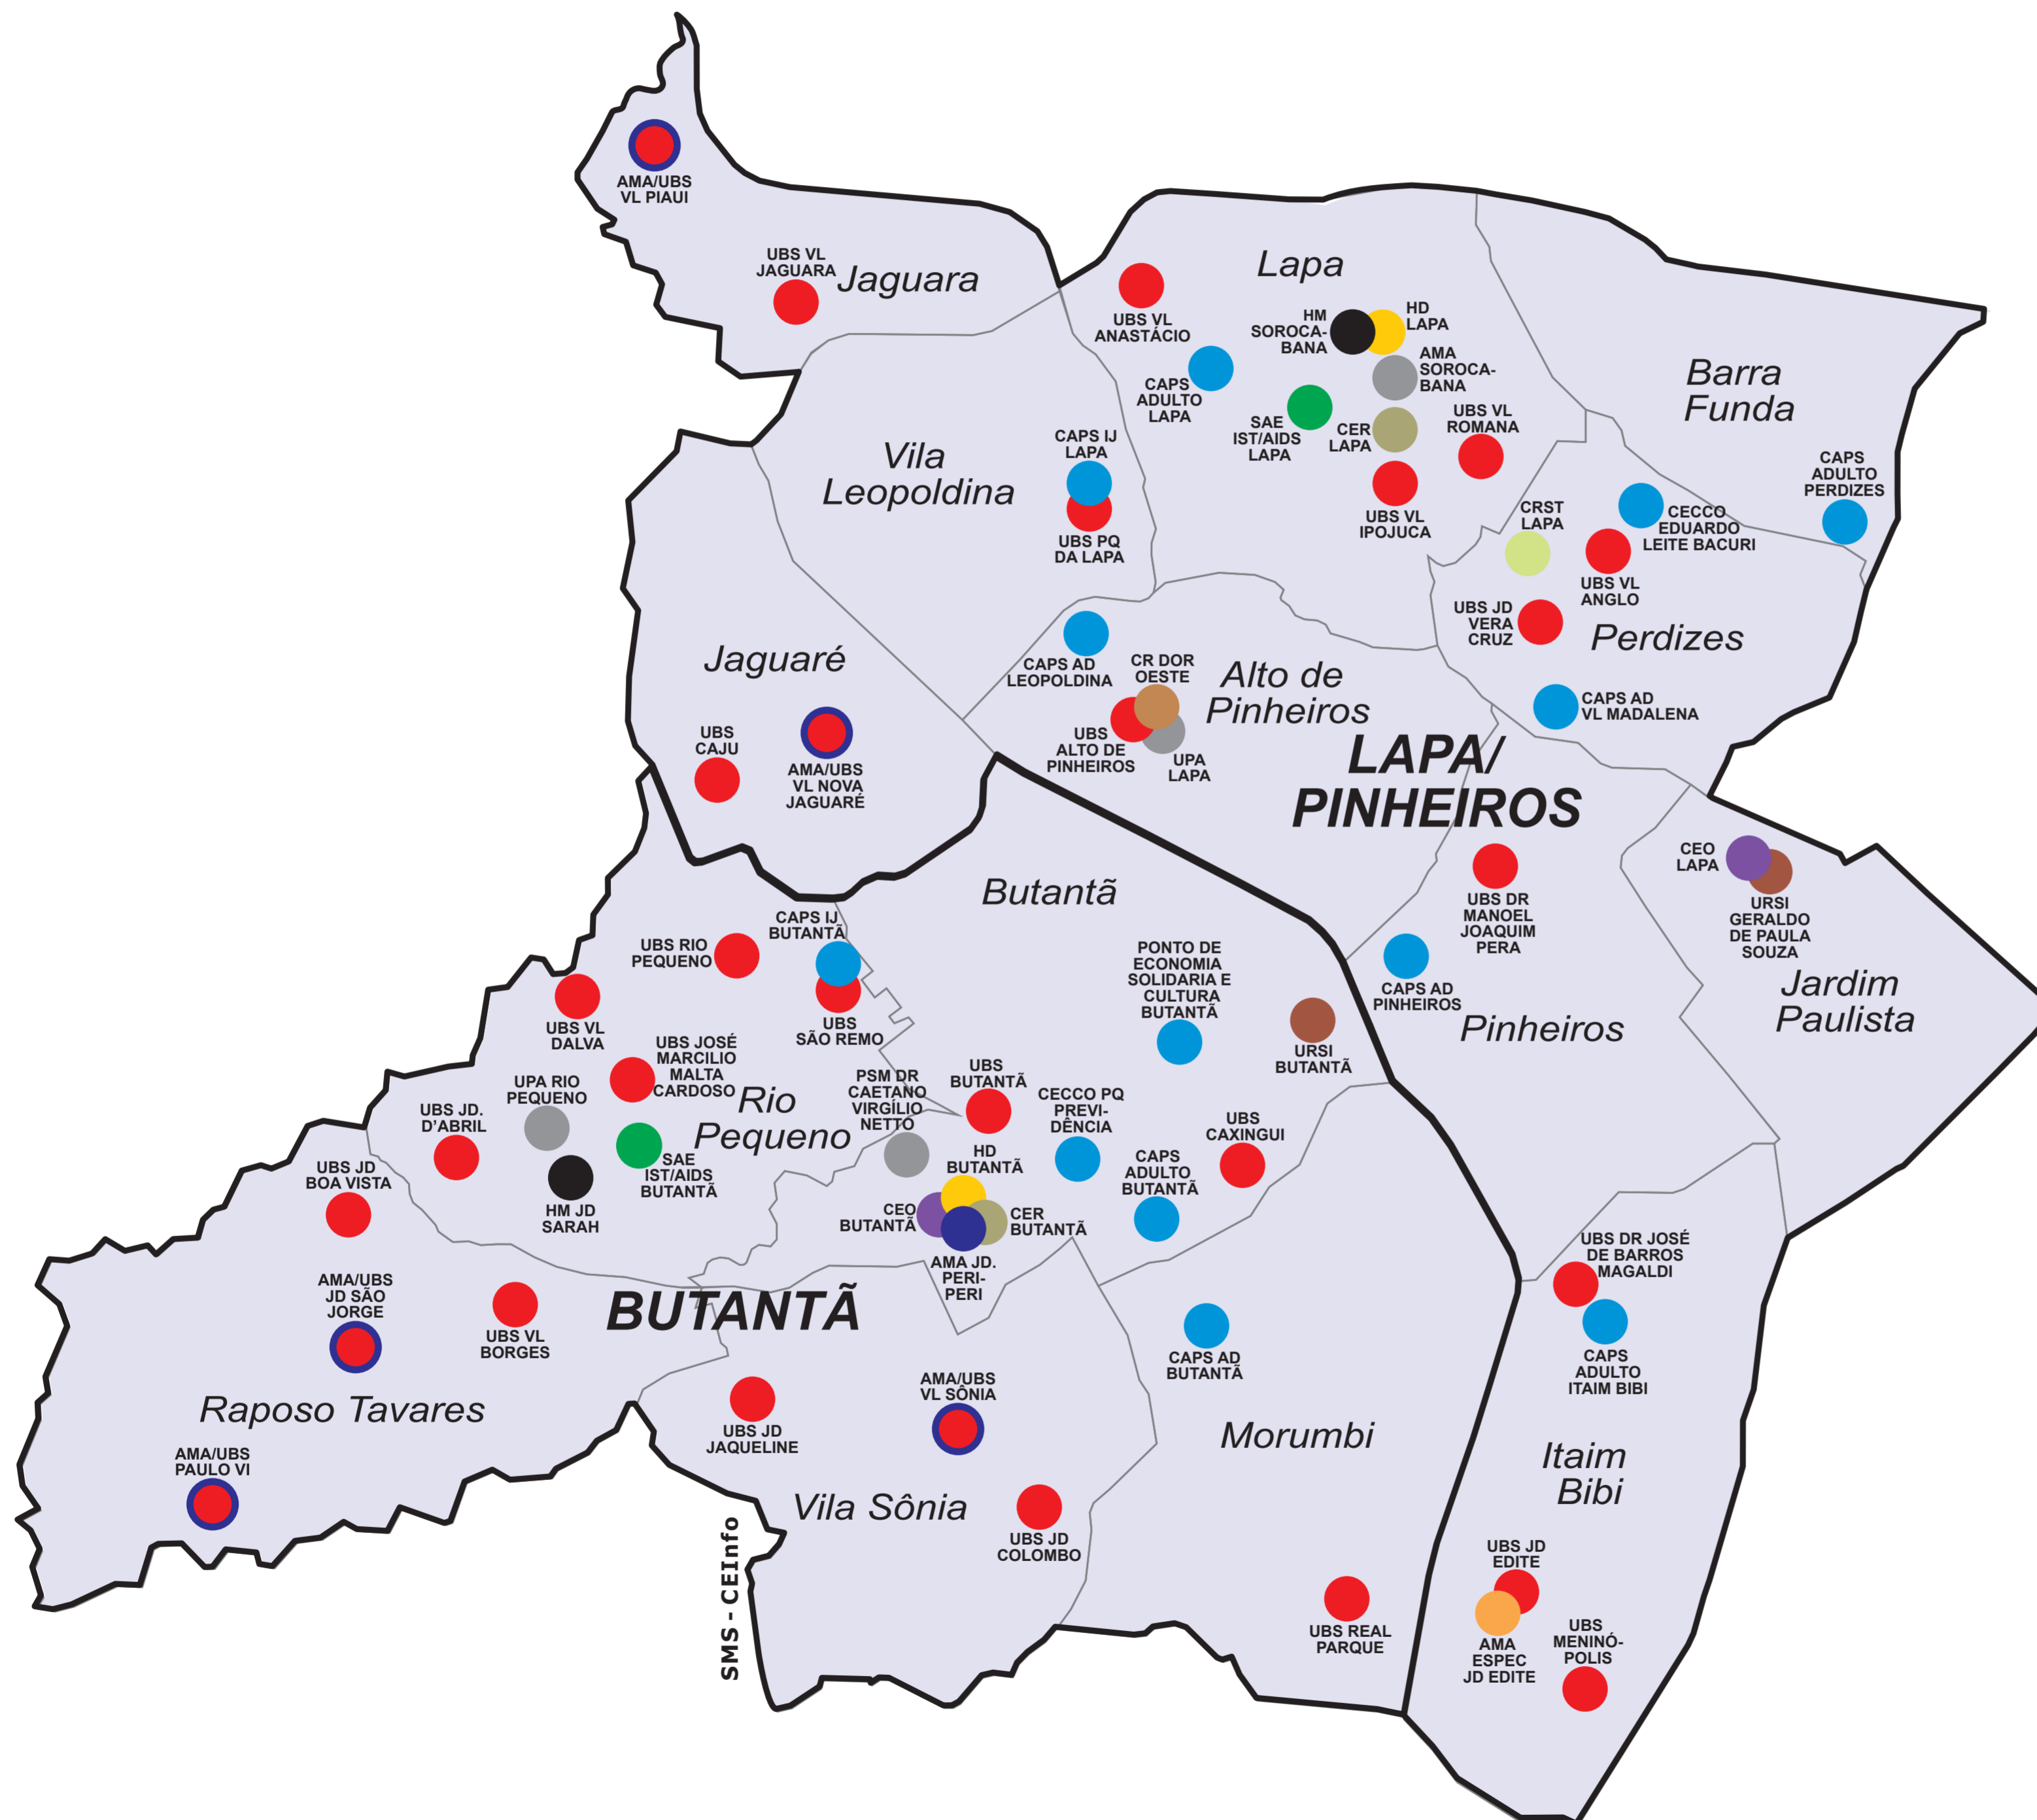 AMA/UBS
VL PIAUI
UBS VL
JAGUARA
Jaguara
Lapa
UBS VL
ANASTÁCIO
HM
SOROCA-
BANA
HD
LAPA
AMA
SOROCA-
BANA
CAPS
ADULTO
LAPA
SAE
IST/AIDS
LAPA
CER
LAPA
UBS VL
ROMANA
UBS VL
IPOJUCA
Barra
Funda
CAPS
ADULTO
PERDIZES
Vila
Leopoldina
CAPS IJ
LAPA
UBS PQ
DA LAPA
CRST
LAPA
CECCO
EDUARDO
LEITE BACURI
UBS VL
ANGLO
UBS JD
VERA
CRUZ
Perdizes
CAPS AD
VL MADALENA
Jaguaré
UBS
CAJU
AMA/UBS
VL NOVA
JAGUARÉ
CAPS AD
LEOPOLDINA
CR DOR
OESTE
UBS
ALTO DE
PINHEIROS
UPA
LAPA
Alto de
Pinheiros
LAPA/
PINHEIROS
CEO
LAPA
URSI
GERALDO
DE PAULA
SOUZA
Jardim
Paulista
UBS DR
MANOEL
JOAQUIM
PERA
CAPS AD
PINHEIROS
Pinheiros
Butantã
CAPS IJ
BUTANTÃ
UBS RIO
PEQUENO
UBS
SÃO REMO
UBS VL
DALVA
PONTO DE
ECONOMIA
SOLIDARIA E
CULTURA
BUTANTÃ
URSI
BUTANTÃ
UBS JOSÉ
MARCILIO
MALTA
CARDOSO
UPA RIO
PEQUENO
Rio
Pequeno
PSM DR
CAETANO
VIRGÍLIO
NETTO
UBS
BUTANTÃ
CECCO PQ
PREVI-
DÊNCIA
UBS
CAXINGUI
UBS JD.
D'ABRIL
SAE
IST/AIDS
BUTANTÃ
HM JD
SARAH
HD
BUTANTÃ
CEO
BUTANTÃ
CER
BUTANTÃ
AMA JD.
PERI-
PERI
CAPS
ADULTO
BUTANTÃ
UBS JD
BOA VISTA
AMA/UBS
JD SÃO
JORGE
UBS VL
BORGES
BUTANTÃ
CAPS AD
BUTANTÃ
UBS DR JOSÉ
DE BARROS
MAGALDI
CAPS
ADULTO
ITAIM BIBI
Raposo Tavares
AMA/UBS
PAULO VI
UBS JD
JAQUELINE
AMA/UBS
VL SÔNIA
Vila Sônia
UBS JD
COLOMBO
Morumbi
UBS REAL
PARQUE
Itaim
Bibi
UBS JD
EDITE
AMA
ESPEC
JD EDITE
UBS
MENINÓ-
POLIS
SMS - CEInfo